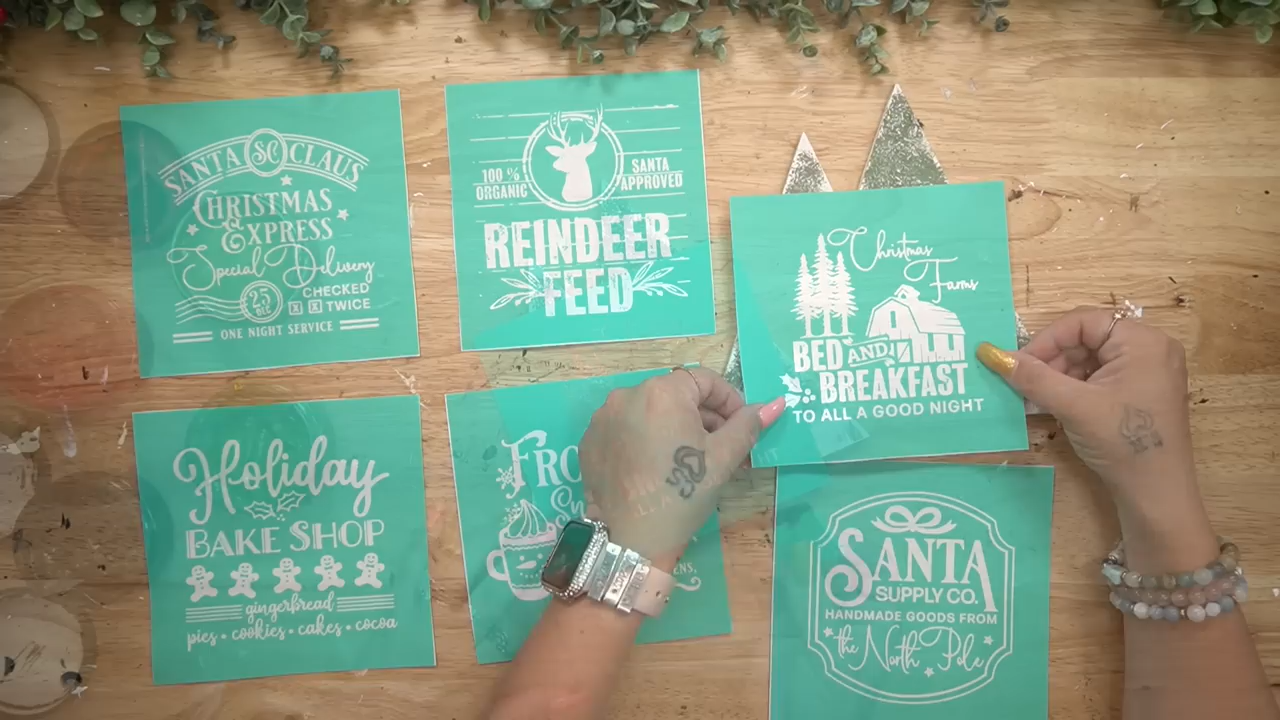 SANTA SC CLAUS
CHRISTMAS
EXPRESS
Special Delivery
25
DEC
CHECKED
X X TWICE
ONE NIGHT SERVICE
100 %
ORGANIC
SANTA
APPROVED
REINDEER
FEED
Christmas
Farms
BED AND
BREAKFAST
TO ALL A GOOD NIGHT
Holiday
BAKE SHOP
gingerbread
pies • cookies • cakes • cocoa
FRO
SANTA
SUPPLY CO.
HANDMADE GOODS FROM
the North Pole